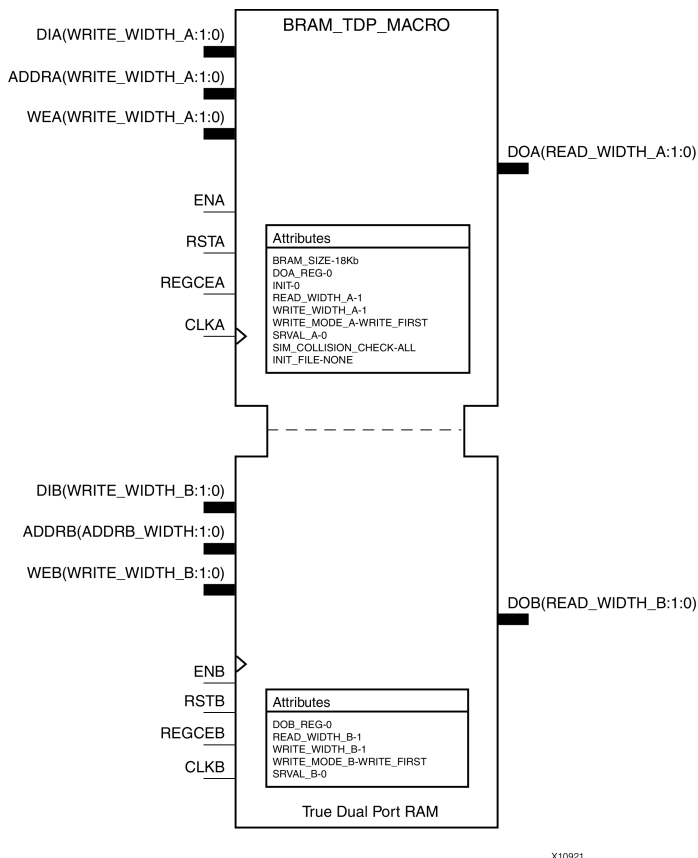 BRAM_TDP_MACRO
DIA(WRITE_WIDTH_A:1:0)
ADDRA(WRITE_WIDTH_A:1:0)
WEA(WRITE_WIDTH_A:1:0)
DOA(READ_WIDTH_A:1:0)
ENA
RSTA
REGCEA
CLKA
Attributes
BRAM_SIZE-18Kb
DOA_REG-0
INIT-0
READ_WIDTH_A-1
WRITE_WIDTH_A-1
WRITE_MODE_A-WRITE_FIRST
SRVAL_A-0
SIM_COLLISION_CHECK-ALL
INIT_FILE-NONE
DIB(WRITE_WIDTH_B:1:0)
ADDRB(ADDRB_WIDTH:1:0)
WEB(WRITE_WIDTH_B:1:0)
DOB(READ_WIDTH_B:1:0)
ENB
RSTB
REGCEB
CLKB
Attributes
DOB_REG-0
READ_WIDTH_B-1
WRITE_WIDTH_B-1
WRITE_MODE_B-WRITE_FIRST
SRVAL_B-0
True Dual Port RAM
X10921